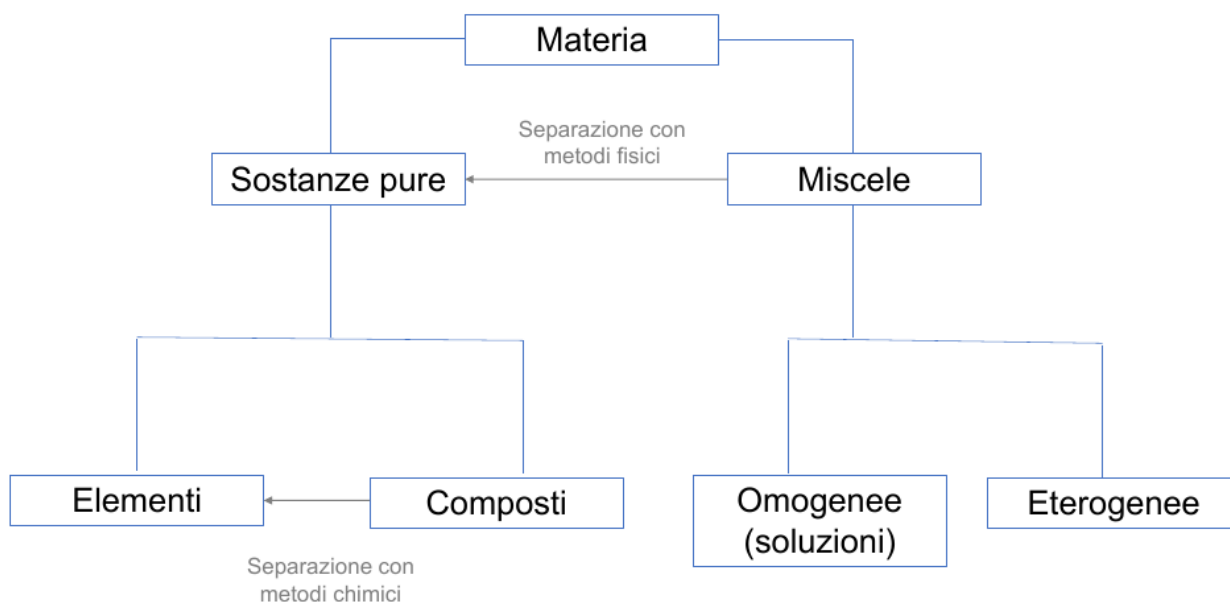 Materia
Separazione con
metodi fisici
Sostanze pure
Miscele
Elementi
Composti
Omogenee
(soluzioni)
Eterogenee
Separazione con
metodi chimici